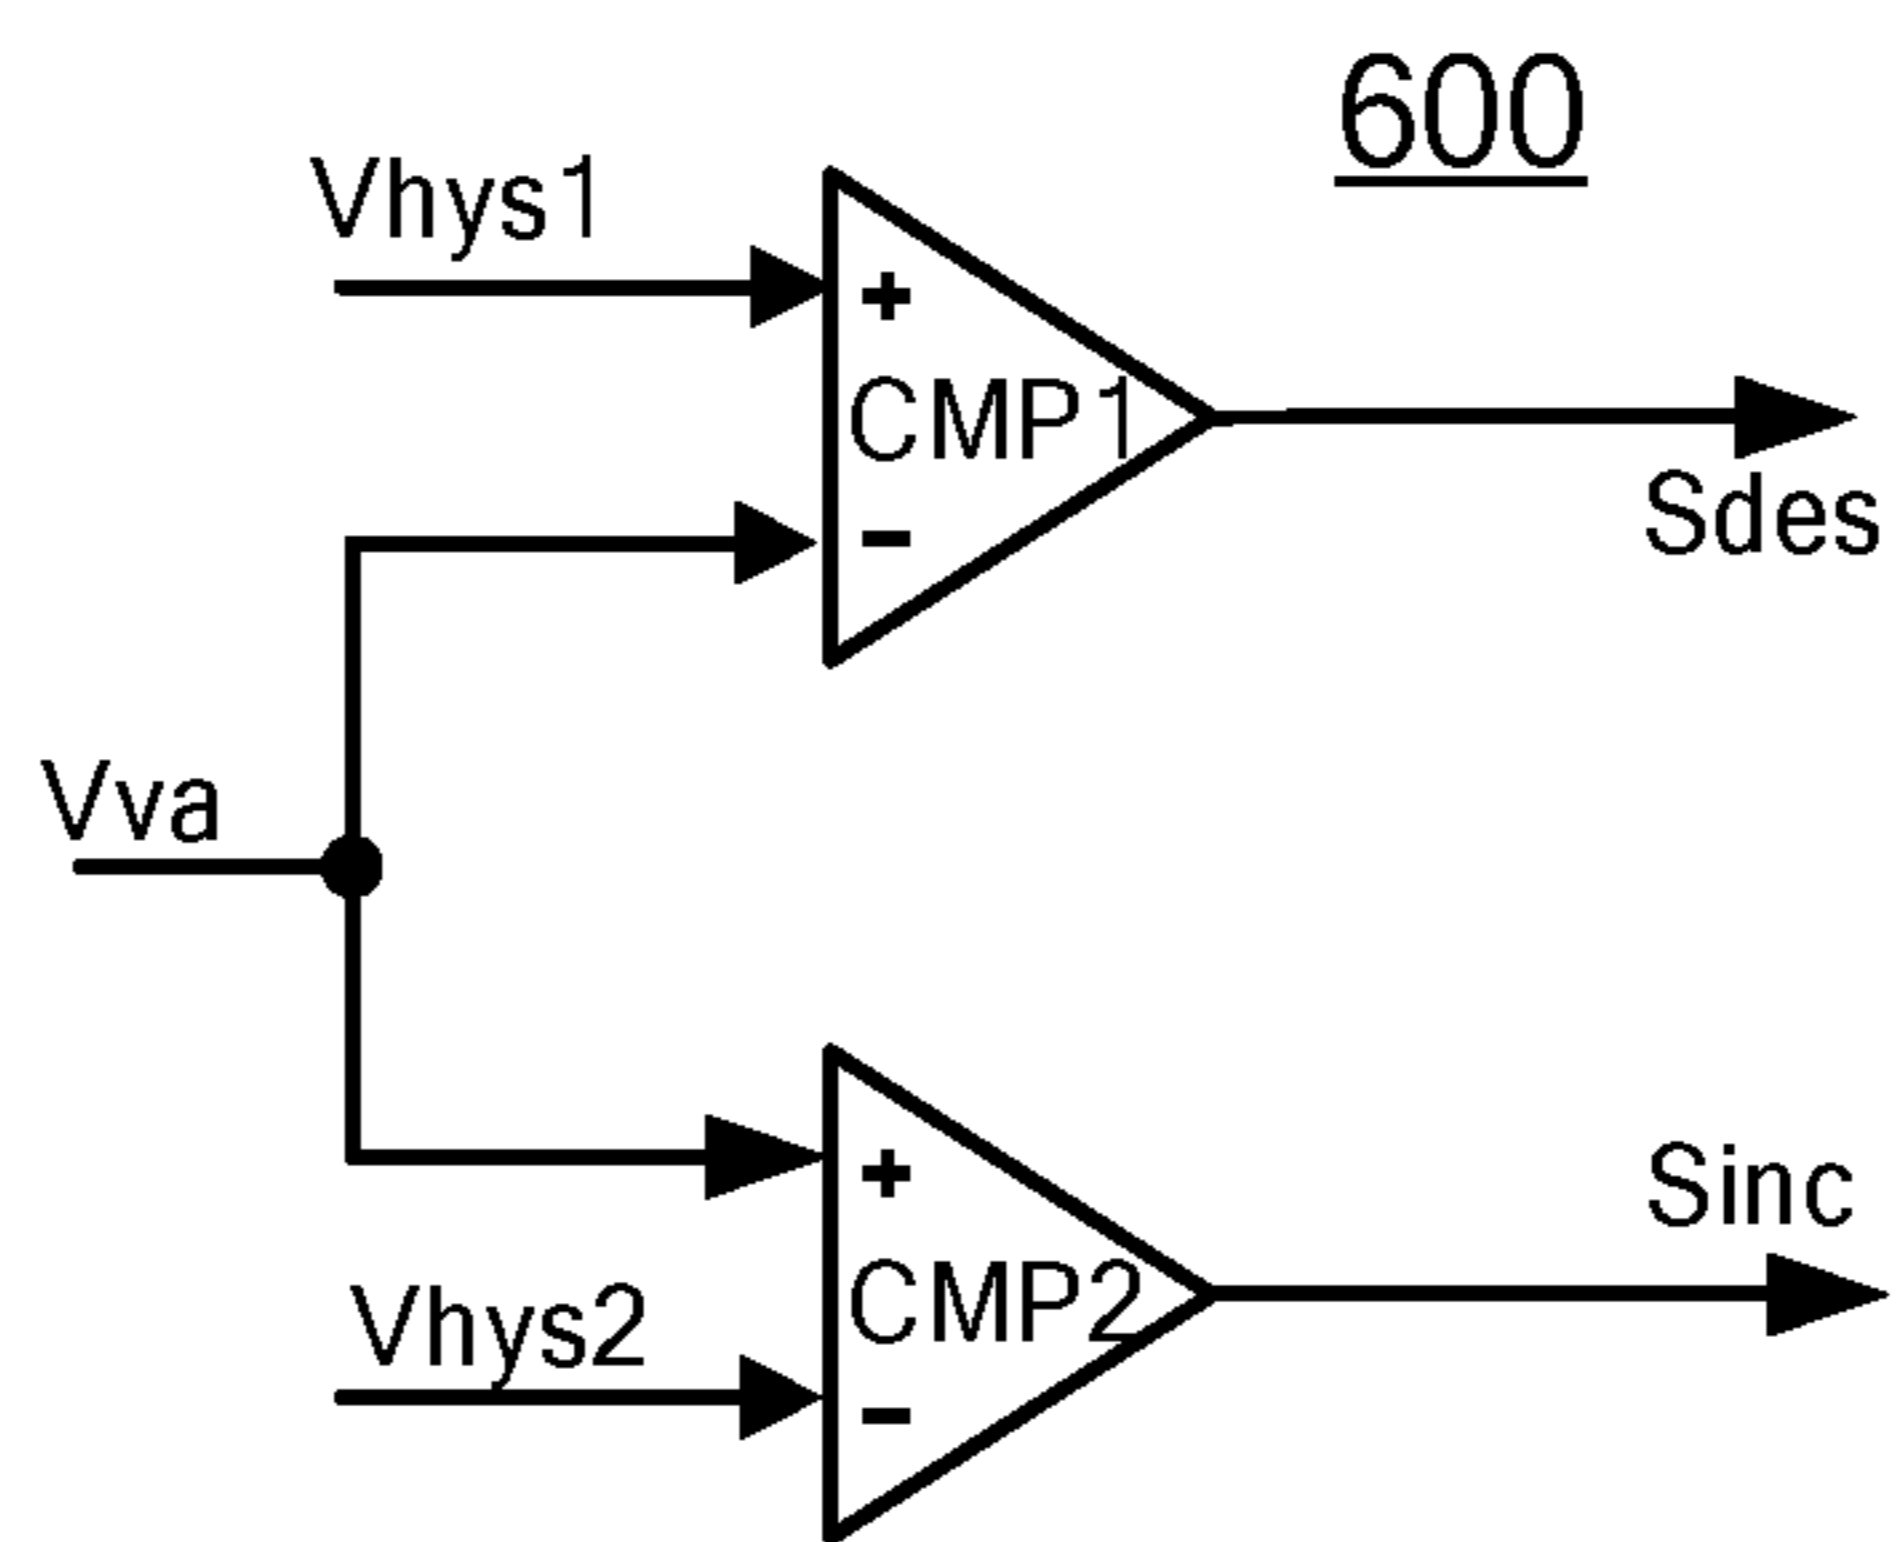 600
Vhys1
+
CMP1
-
Sdes
Vva
+
Sinc
CMP2
Vhys2
-